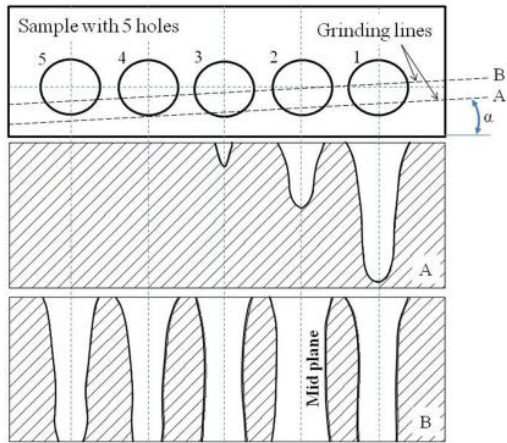 Sample with 5 holes
Grinding lines
5
4
3
2
1
B
A
α
A
Mid plane
B